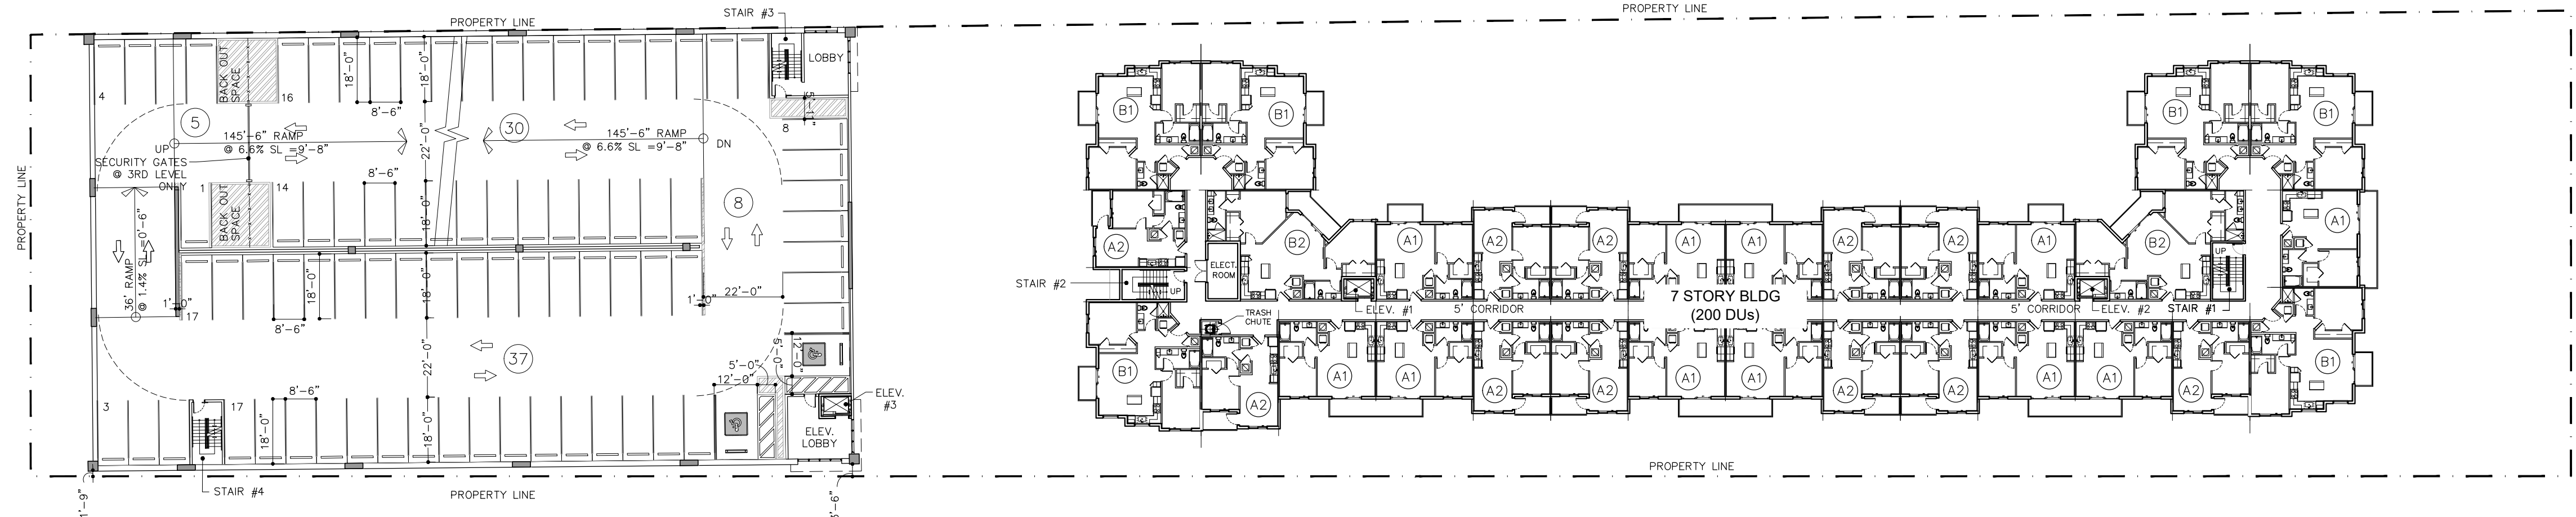 PROPERTY LINE
PROPERTY LINE
STAIR #3
LOBBY
4
BACK OUT
SPACE
16
18'-0"
18'-0"
8'-6"
5'-1"
8
5
30
145'-6" RAMP
@ 6.6% SL =9'-8"
145'-6" RAMP
@ 6.6% SL =9'-8"
UP
DN
22'-0"
SECURITY GATES
@ 3RD LEVEL
ONLY
1
BACK OUT
SPACE
14
8'-6"
18'-0"
8
PROPERTY LINE
36' RAMP
@ 1.4% SL =0'-6"
1'-0"
17
18'-0"
18'-0"
8'-6"
1'-0"
22'-0"
37
22'-0"
12'-0"
5'-0"
5'-0"
12'-0"
3
17
8'-6"
18'-0"
18'-0"
ELEV.
#3
ELEV.
LOBBY
STAIR #4
PROPERTY LINE
1'-9"
B1
B1
B1
B1
A2
B2
ELECT.
ROOM
A1
A2
A2
A1
A1
A2
A2
A1
B2
UP
A1
STAIR #2
UP
7 STORY BLDG
(200 DUs)
ELEV. #1
5' CORRIDOR
5' CORRIDOR
ELEV. #2
STAIR #1
TRASH
CHUTE
B1
A2
A1
A1
A2
A2
A1
A1
A2
A2
A1
A1
A2
B1
PROPERTY LINE